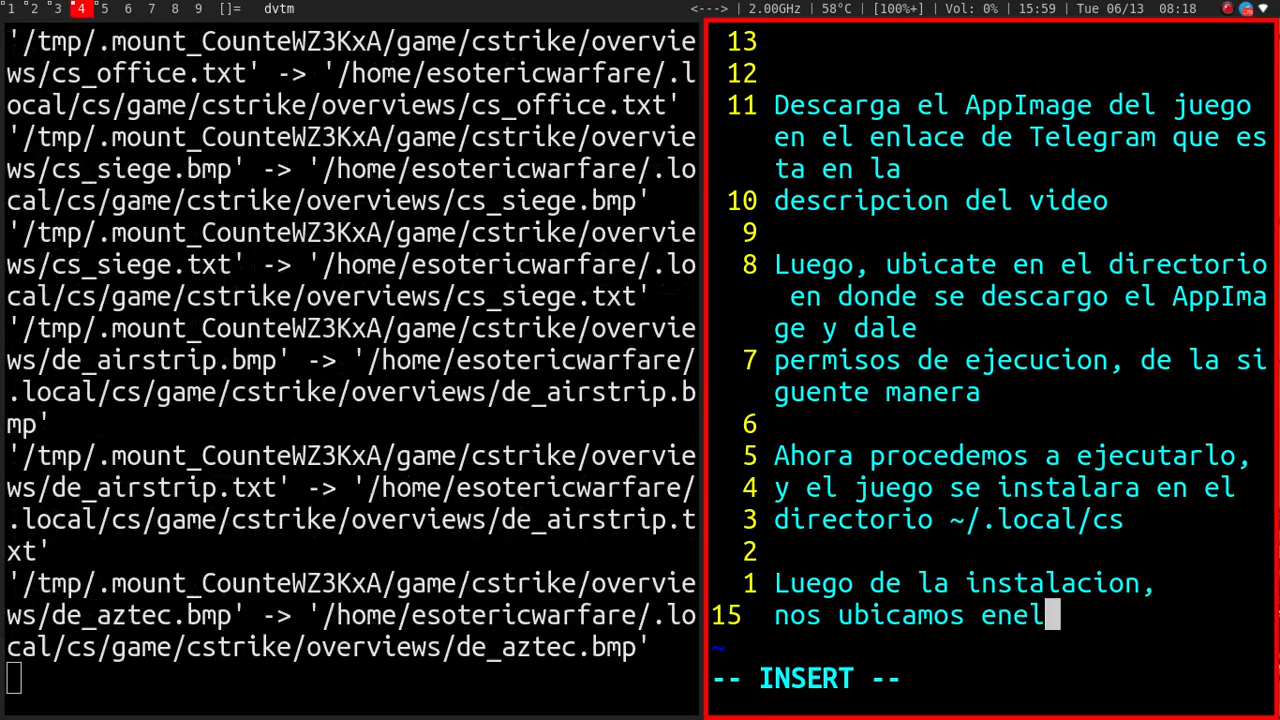 1 2 3 4 5 6 7 8 9 []= dvtm <---> | 2.00GHz | 58°C | [100%+] | Vol: 0% | 15:59 | Tue 06/13 | 08:18
'/tmp/.mount_CounteWZ3KxA/game/cstrike/overvie
ws/cs_office.txt' -> '/home/esotericwarfare/.l
ocal/cs/game/cstrike/overviews/cs_office.txt'
'/tmp/.mount_CounteWZ3KxA/game/cstrike/overvie
ws/cs_siege.bmp' -> '/home/esotericwarfare/.lo
cal/cs/game/cstrike/overviews/cs_siege.bmp'
'/tmp/.mount_CounteWZ3KxA/game/cstrike/overvie
ws/cs_siege.txt' -> '/home/esotericwarfare/.lo
cal/cs/game/cstrike/overviews/cs_siege.txt'
'/tmp/.mount_CounteWZ3KxA/game/cstrike/overvie
ws/de_airstrip.bmp' -> '/home/esotericwarfare/
.local/cs/game/cstrike/overviews/de_airstrip.b
mp'
'/tmp/.mount_CounteWZ3KxA/game/cstrike/overvie
ws/de_airstrip.txt' -> '/home/esotericwarfare/
.local/cs/game/cstrike/overviews/de_airstrip.t
xt'
'/tmp/.mount_CounteWZ3KxA/game/cstrike/overvie
ws/de_aztec.bmp' -> '/home/esotericwarfare/.lo
cal/cs/game/cstrike/overviews/de_aztec.bmp'
13
12
11 Descarga el AppImage del juego
en el enlace de Telegram que es
ta en la
10 descripcion del video
9
8 Luego, ubicate en el directorio
en donde se descargo el AppIma
ge y dale
7 permisos de ejecucion, de la si
guente manera
6
5 Ahora procedemos a ejecutarlo,
4 y el juego se instalara en el
3 directorio ~/.local/cs
2
1 Luego de la instalacion,
15 nos ubicamos enel
~
-- INSERT --